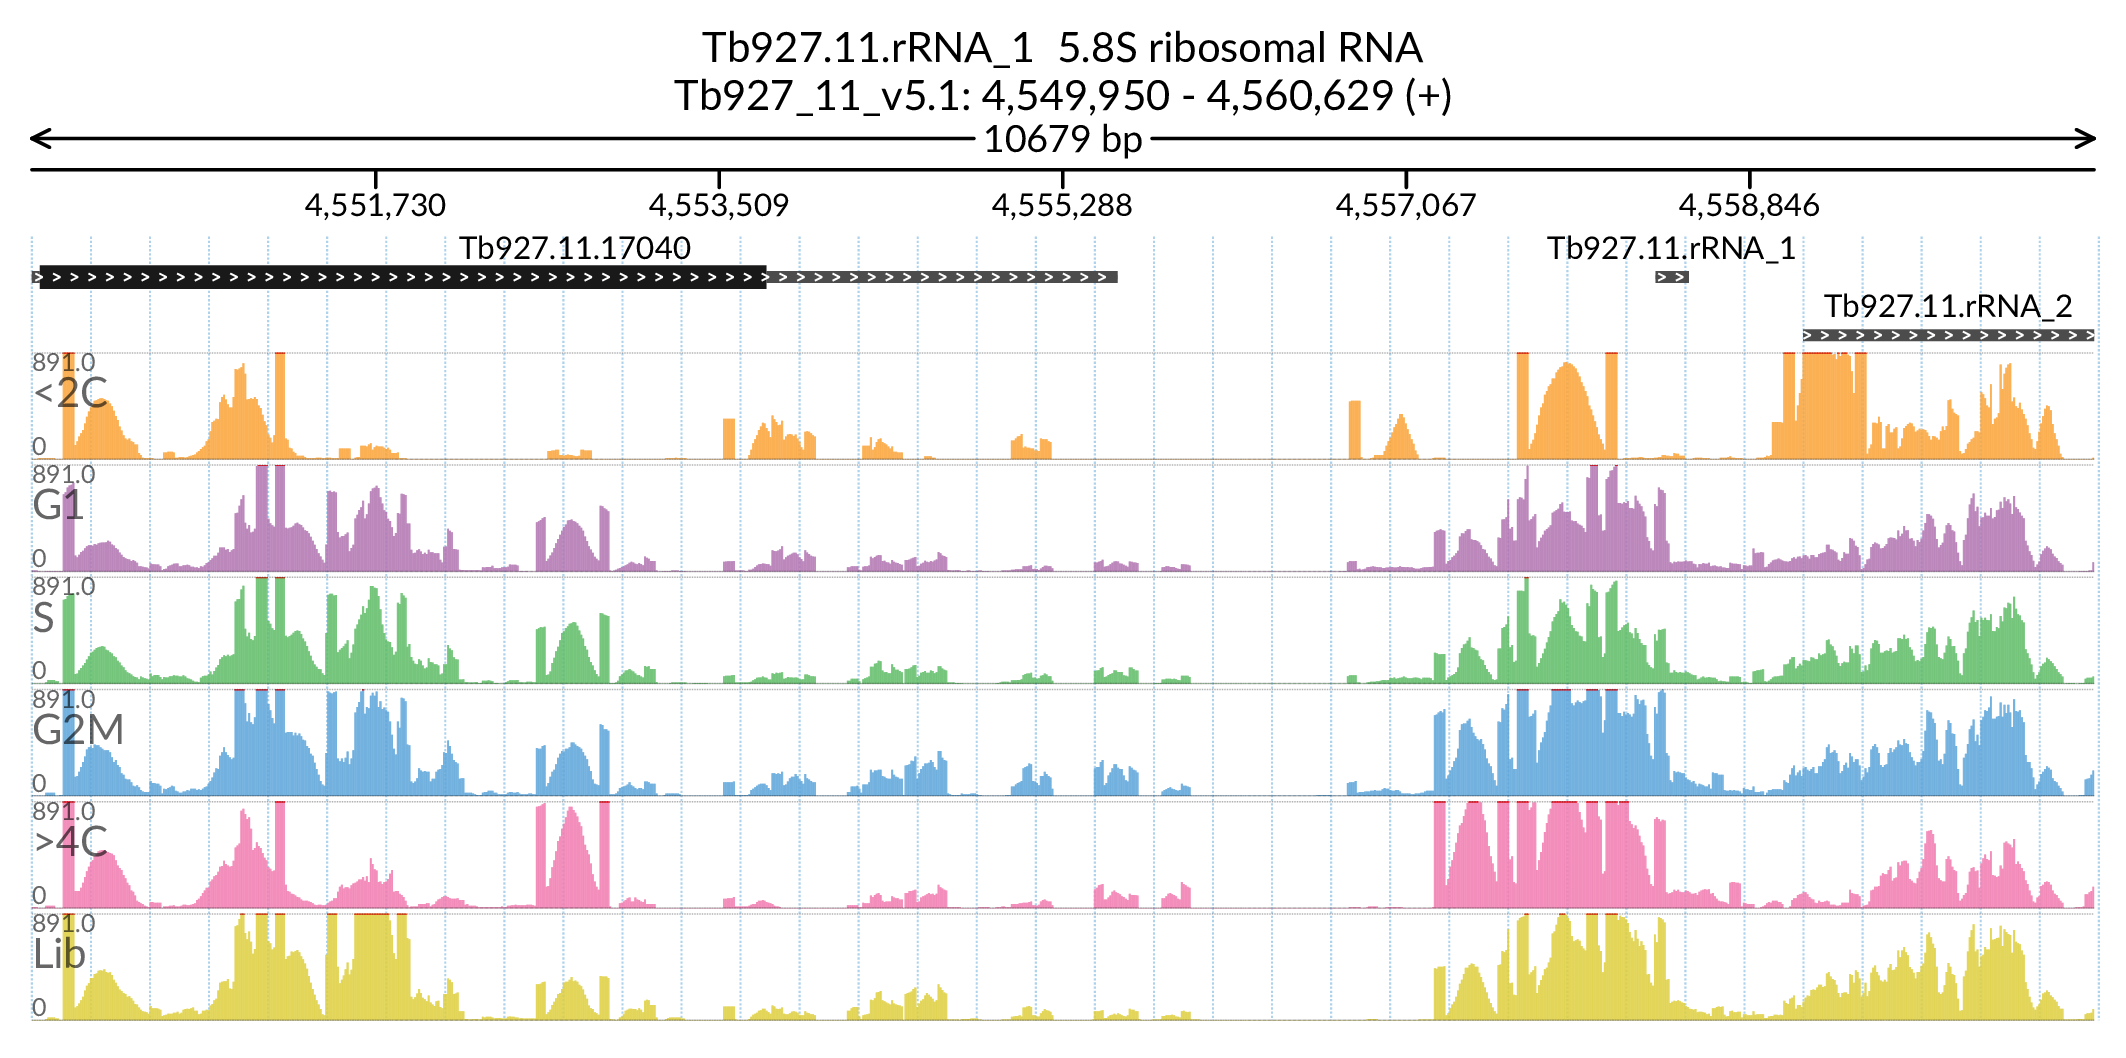 Tb927.11.rRNA_1 5.8S ribosomal RNA
Tb927_11_v5.1: 4,549,950 - 4,560,629 (+)
10679 bp
4,551,730 4,553,509 4,555,288 4,557,067 4,558,846
Tb927.11.17040 Tb927.11.rRNA_1
Tb927.11.rRNA_2
891.0
<2C
0
891.0
G1
0
891.0
S
0
891.0
G2M
0
891.0
>4C
0
891.0
Lib
0